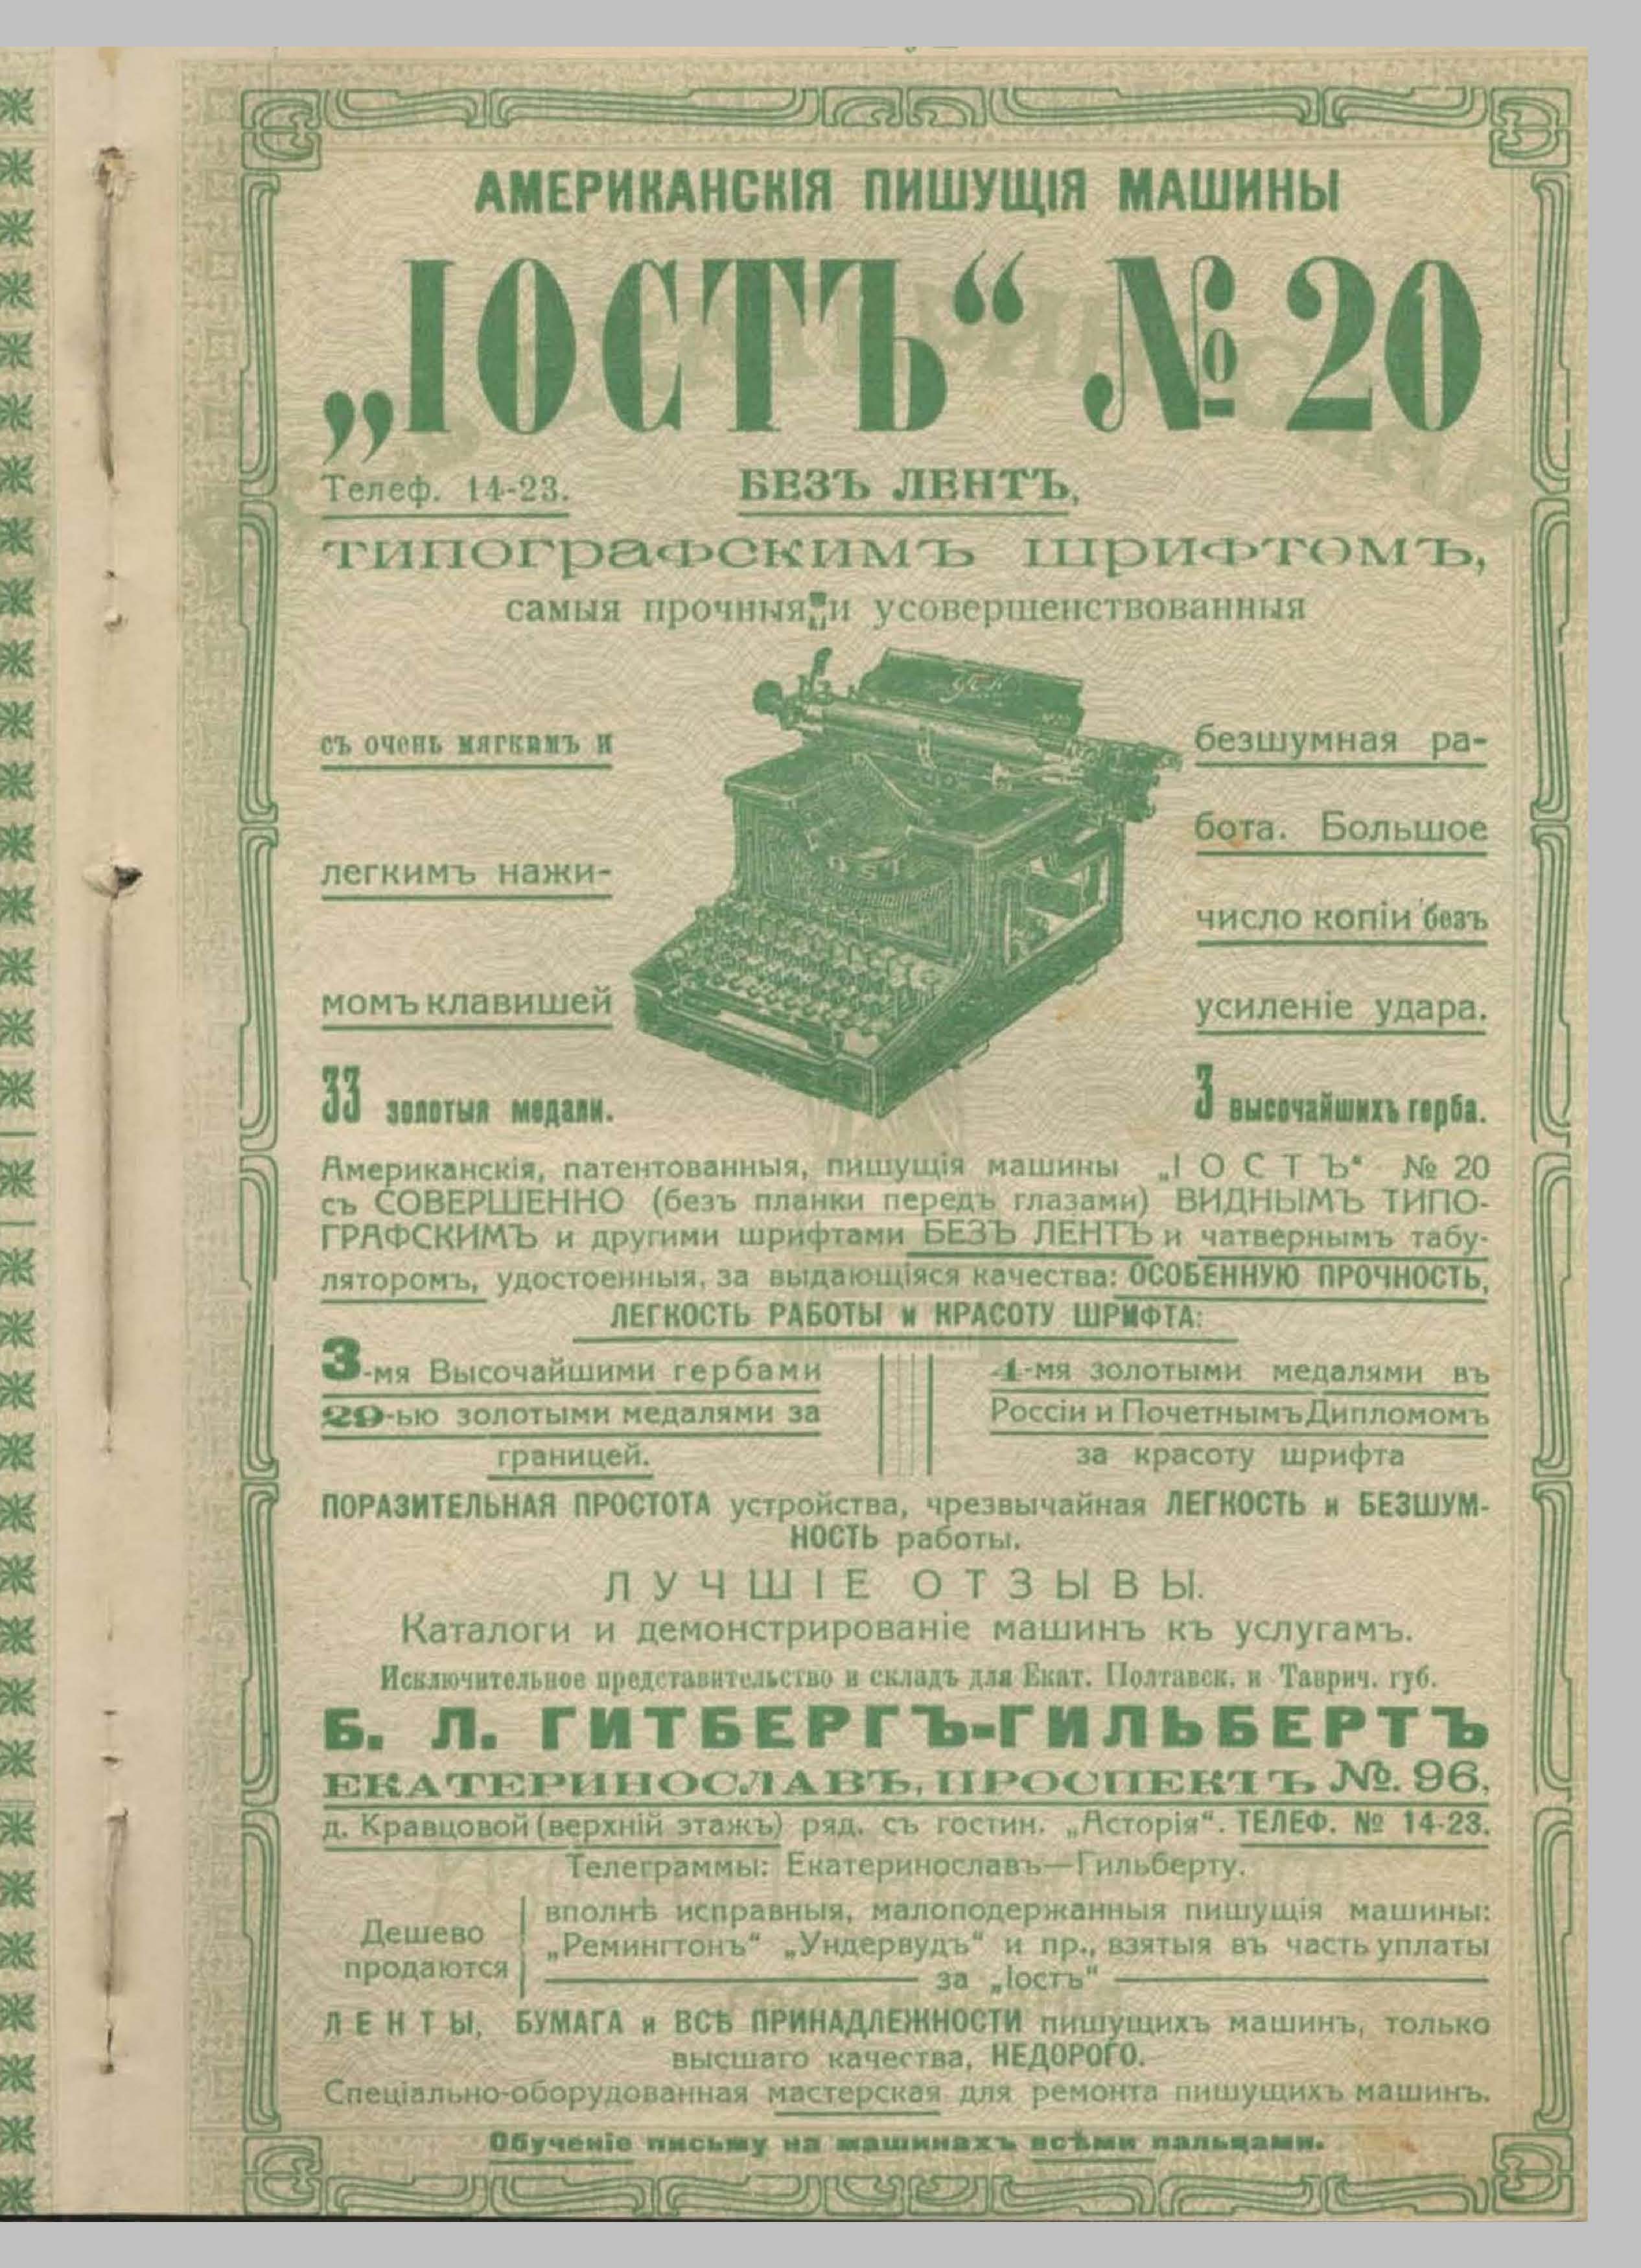 АМЕРИКАНСКІЯ ПИШУЩІЯ МАШИНЫ
„ІОСТЪ“ № 20
Телеф. 14-23. БЕЗЪ ЛЕНТЪ,
типографскимъ шрифтомъ,
самыя прочныя и усовершенствованныя
съ очень мягкимъ и
легкимъ нажи-
момъ клавишей
YOST
безшумная ра-
бота. Большое
число копіи безъ
усиленіе удара.
33 золотыя медали.
3 высочайшихъ герба.
Американскія, патентованныя, пишущія машины „ІОСТЪ“ № 20
съ СОВЕРШЕННО (безъ планки передъ глазами) ВИДНЫМЪ ТИПО-
ГРАФСКИМЪ и другими шрифтами БЕЗЪ ЛЕНТЪ и чатвернымъ табу-
ляторомъ, удостоенныя, за выдающіяся качества: ОСОБЕННУЮ ПРОЧНОСТЬ,
ЛЕГКОСТЬ РАБОТЫ и КРАСОТУ ШРИФТА:
3-мя Высочайшими гербами
29-ью золотыми медалями за
границей.
4-мя золотыми медалями въ
Россіи и Почетнымъ Дипломомъ
за красоту шрифта
ПОРАЗИТЕЛЬНАЯ ПРОСТОТА устройства, чрезвычайная ЛЕГКОСТЬ и БЕЗШУМ-
НОСТЬ работы.
ЛУЧШІЕ ОТЗЫВЫ.
Каталоги и демонстрированіе машинъ къ услугамъ.
Исключительное представительство и складъ для Екат. Полтавск. и Таврич. губ.
Б. Л. ГИТБЕРГЪ-ГИЛЬБЕРТЪ
ЕКАТЕРИНОСЛАВЪ, ПРОСПЕКТЪ №. 96,
д. Кравцовой (верхній этажъ) ряд. съ гостин. „Асторія“. ТЕЛЕФ. № 14-23.
Телеграммы: Екатеринославъ—Гильберту.
Дешево
продаются
вполнѣ исправныя, малоподержанныя пишущія машины:
„Ремингтонъ“ „Ундервудъ“ и пр., взятыя въ часть уплаты
за „Іостъ“
ЛЕНТЫ, БУМАГА и ВСѢ ПРИНАДЛЕЖНОСТИ пишущихъ машинъ, только
высшаго качества, НЕДОРОГО.
Спеціально-оборудованная мастерская для ремонта пишущихъ машинъ.
Обученіе письму на машинахъ всѣми пальцами.